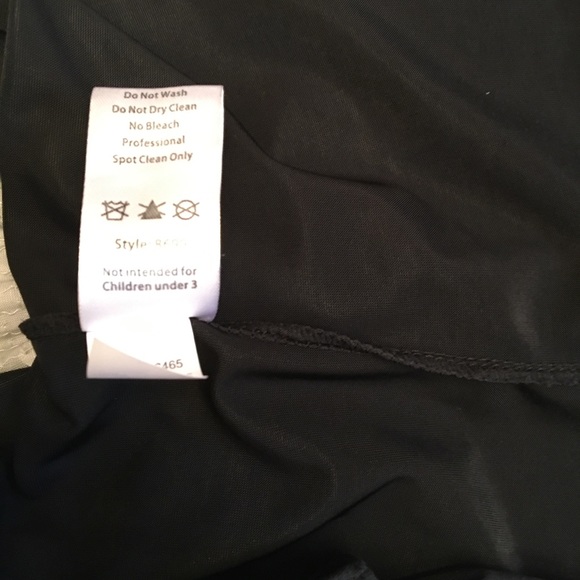 Do Not Wash
Do Not Dry Clean
No Bleach
Professional
Spot Clean Only
Style
Not intended for
Children under 3
465